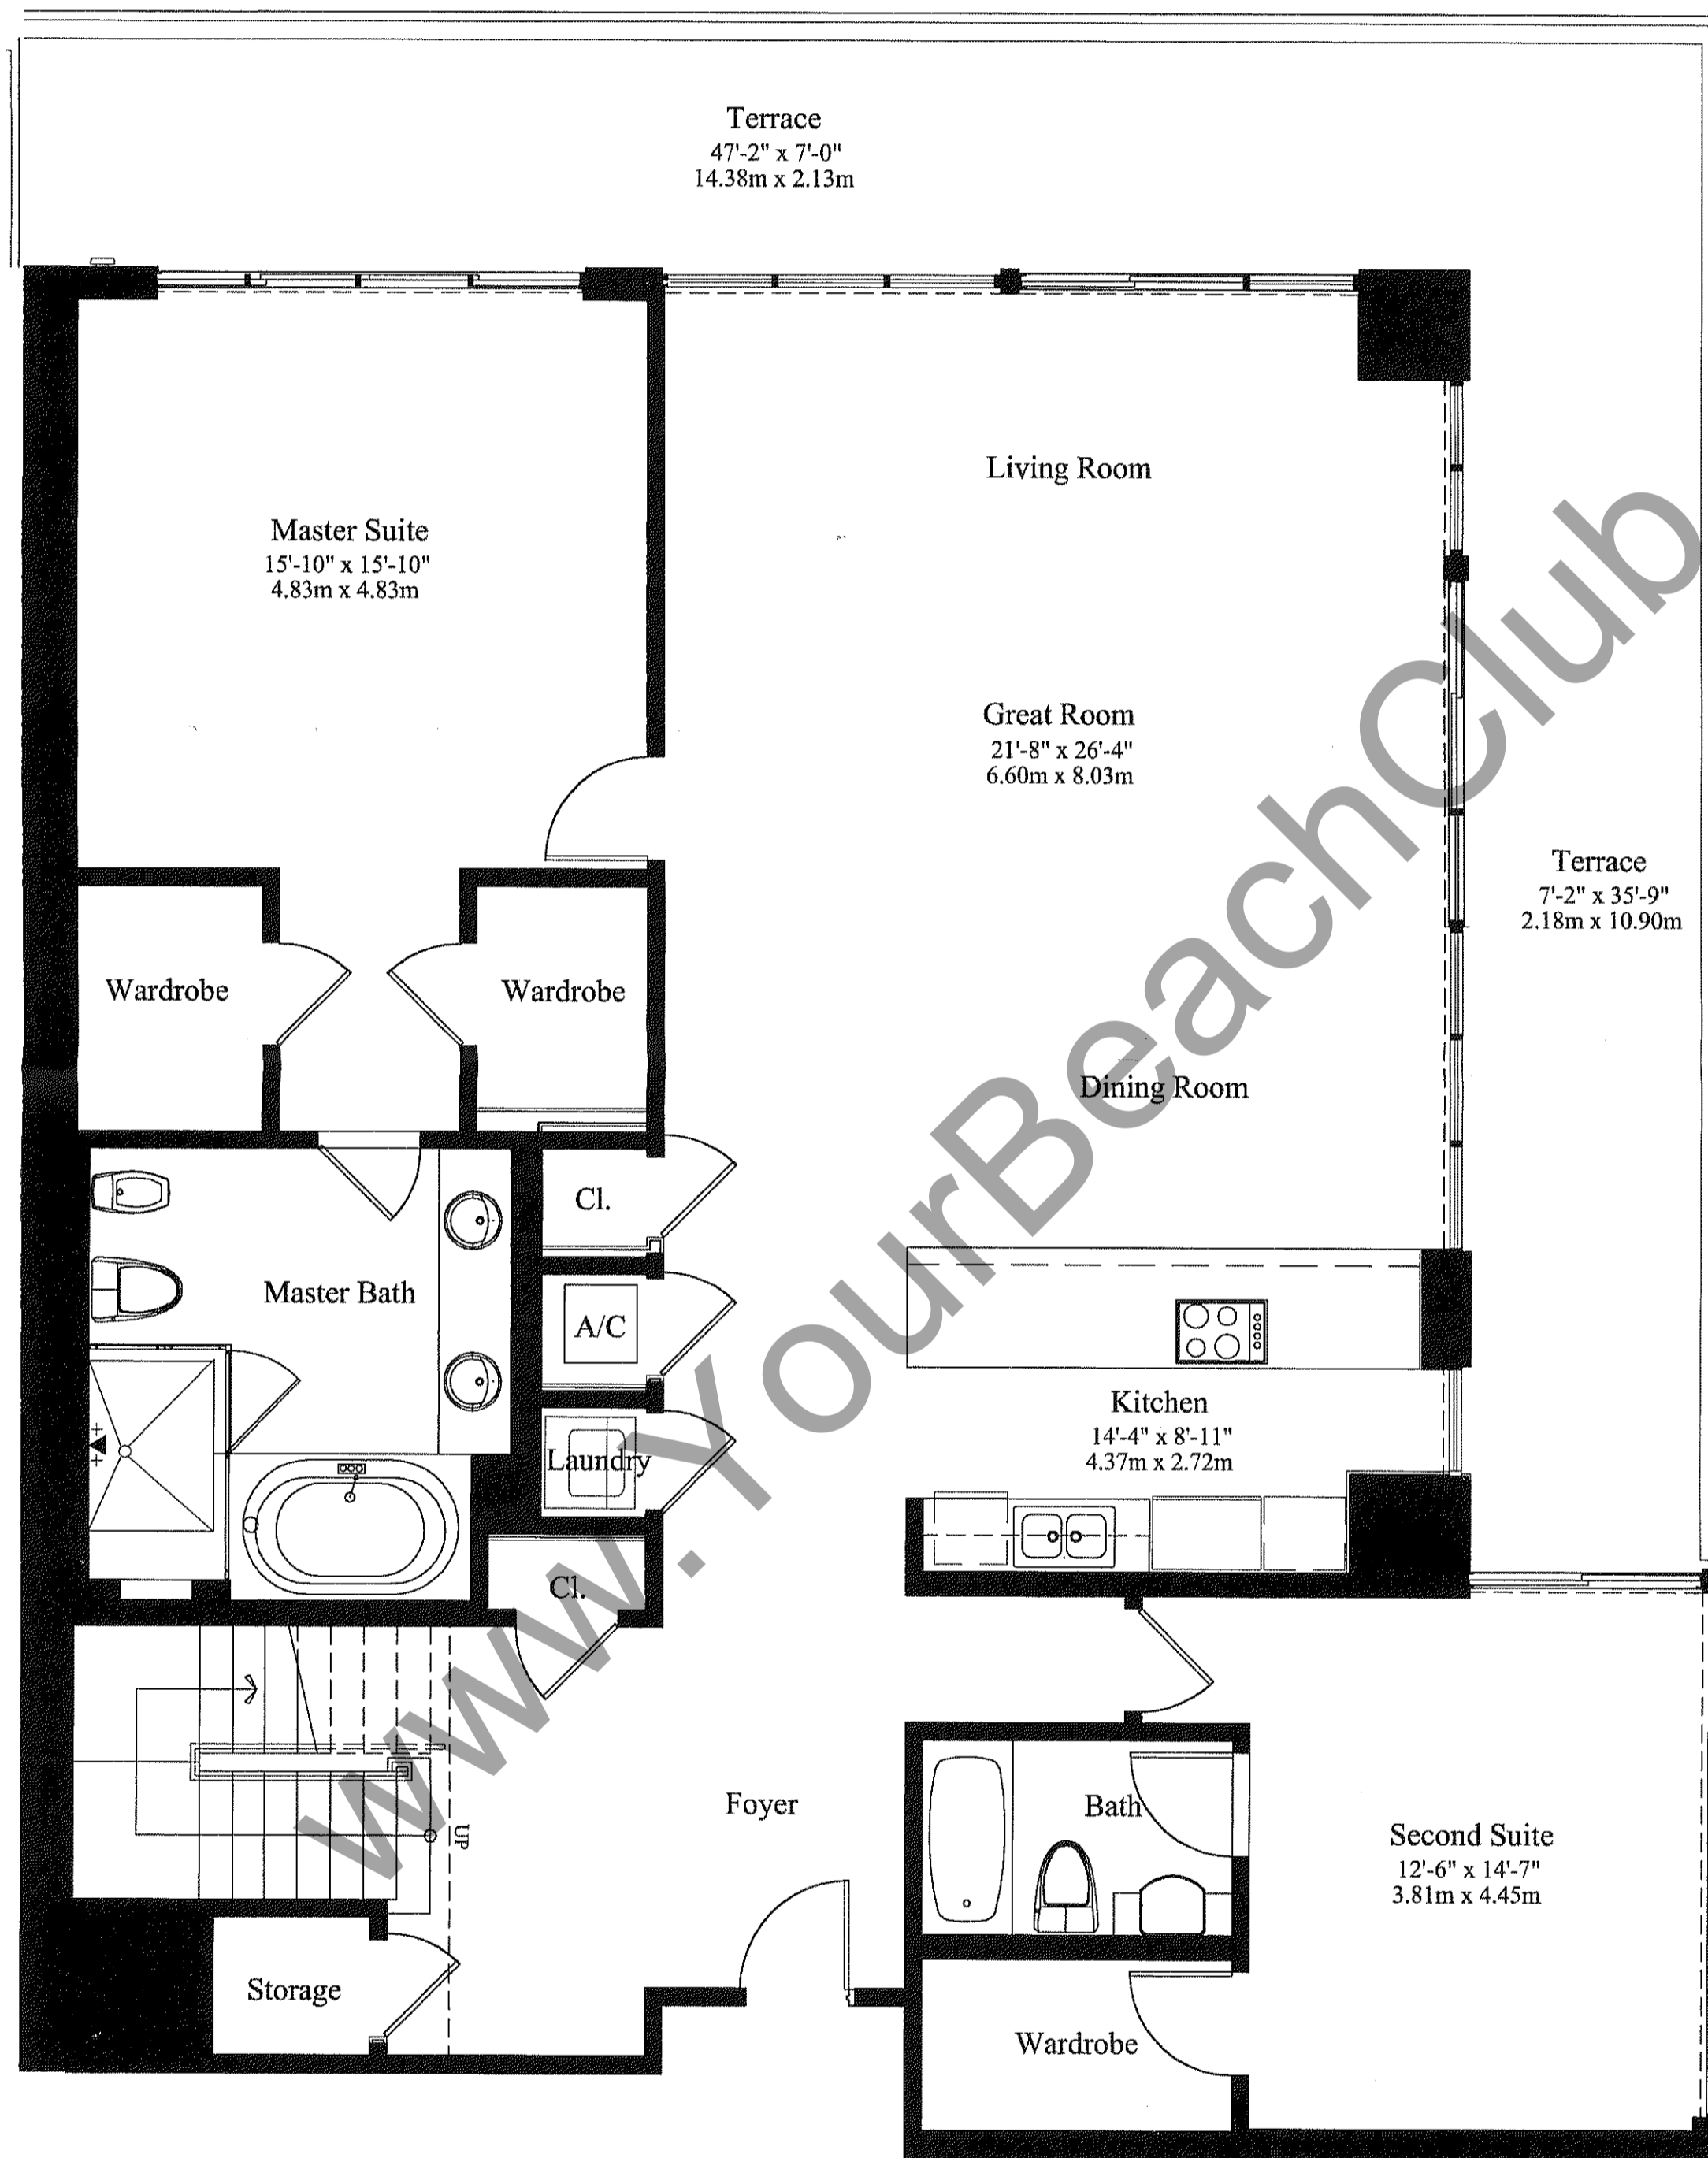 Terrace
47'-2" x 7'-0"
14.38m x 2.13m
Living Room
Master Suite
15'-10" x 15'-10"
4.83m x 4.83m
Great Room
21'-8" x 26'-4"
6.60m x 8.03m
Terrace
7'-2" x 35'-9"
2.18m x 10.90m
Wardrobe
Wardrobe
Dining Room
Cl.
Master Bath
A/C
Kitchen
14'-4" x 8'-11"
4.37m x 2.72m
Laundry
Cl.
Foyer
Bath
UP
Second Suite
12'-6" x 14'-7"
3.81m x 4.45m
Storage
Wardrobe
www.YourBeachClub